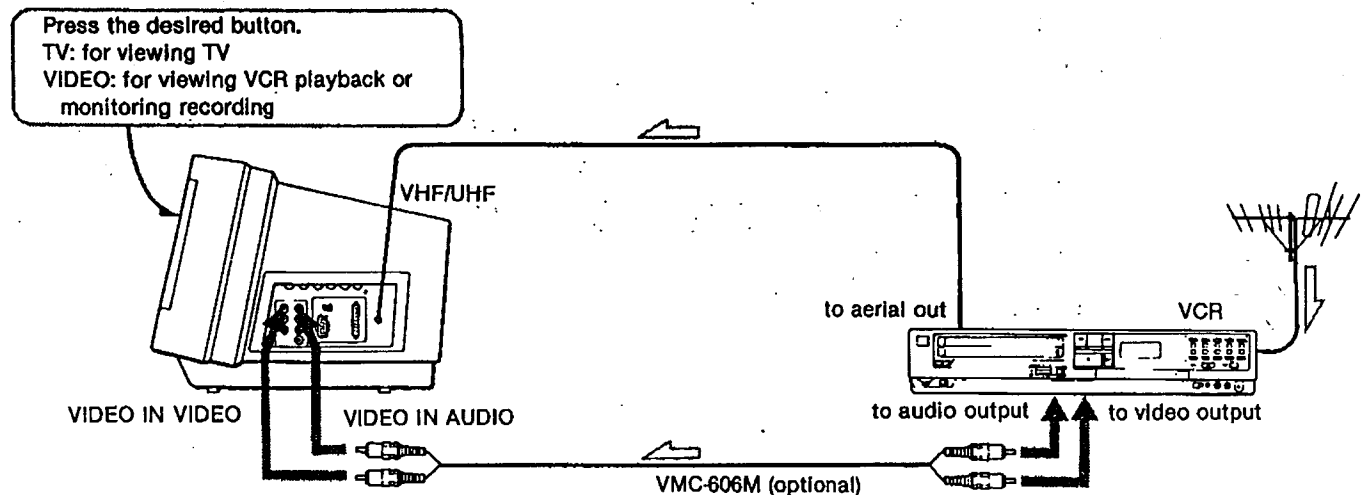 Press the desired button.
TV: for viewing TV
VIDEO: for viewing VCR playback or
monitoring recording
VHF/UHF
to aerial out
VCR
VIDEO IN VIDEO
VIDEO IN AUDIO
to audio output
to video output
VMC-606M (optional)